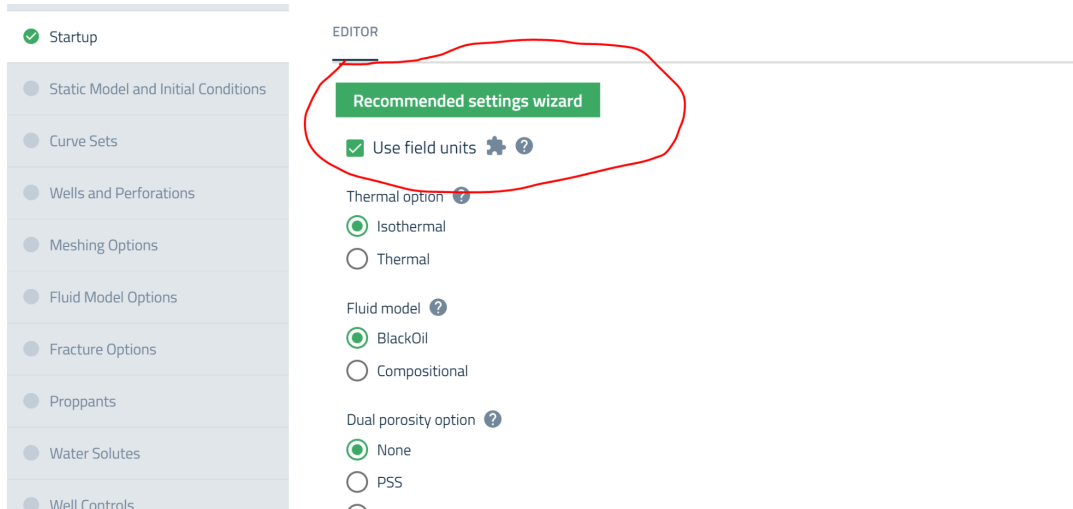 Startup
Static Model and Initial Conditions
Curve Sets
Wells and Perforations
Meshing Options
Fluid Model Options
Fracture Options
Proppants
Water Solutes
Well Controls
EDITOR
Recommended settings wizard
Use field units
Thermal option
Isothermal
Thermal
Fluid model
BlackOil
Compositional
Dual porosity option
None
PSS